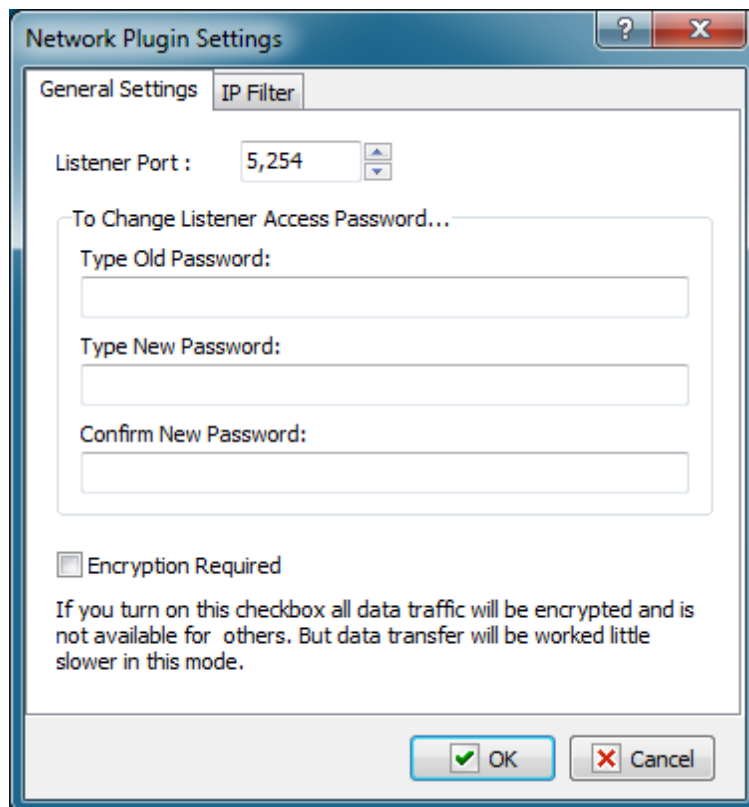 Network Plugin Settings
?
General Settings
IP Filter
Listener Port :
5,254
To Change Listener Access Password...
Type Old Password:
Type New Password:
Confirm New Password:
Encryption Required
If you turn on this checkbox all data traffic will be encrypted and is
not available for  others. But data transfer will be worked little
slower in this mode.
OK
Cancel